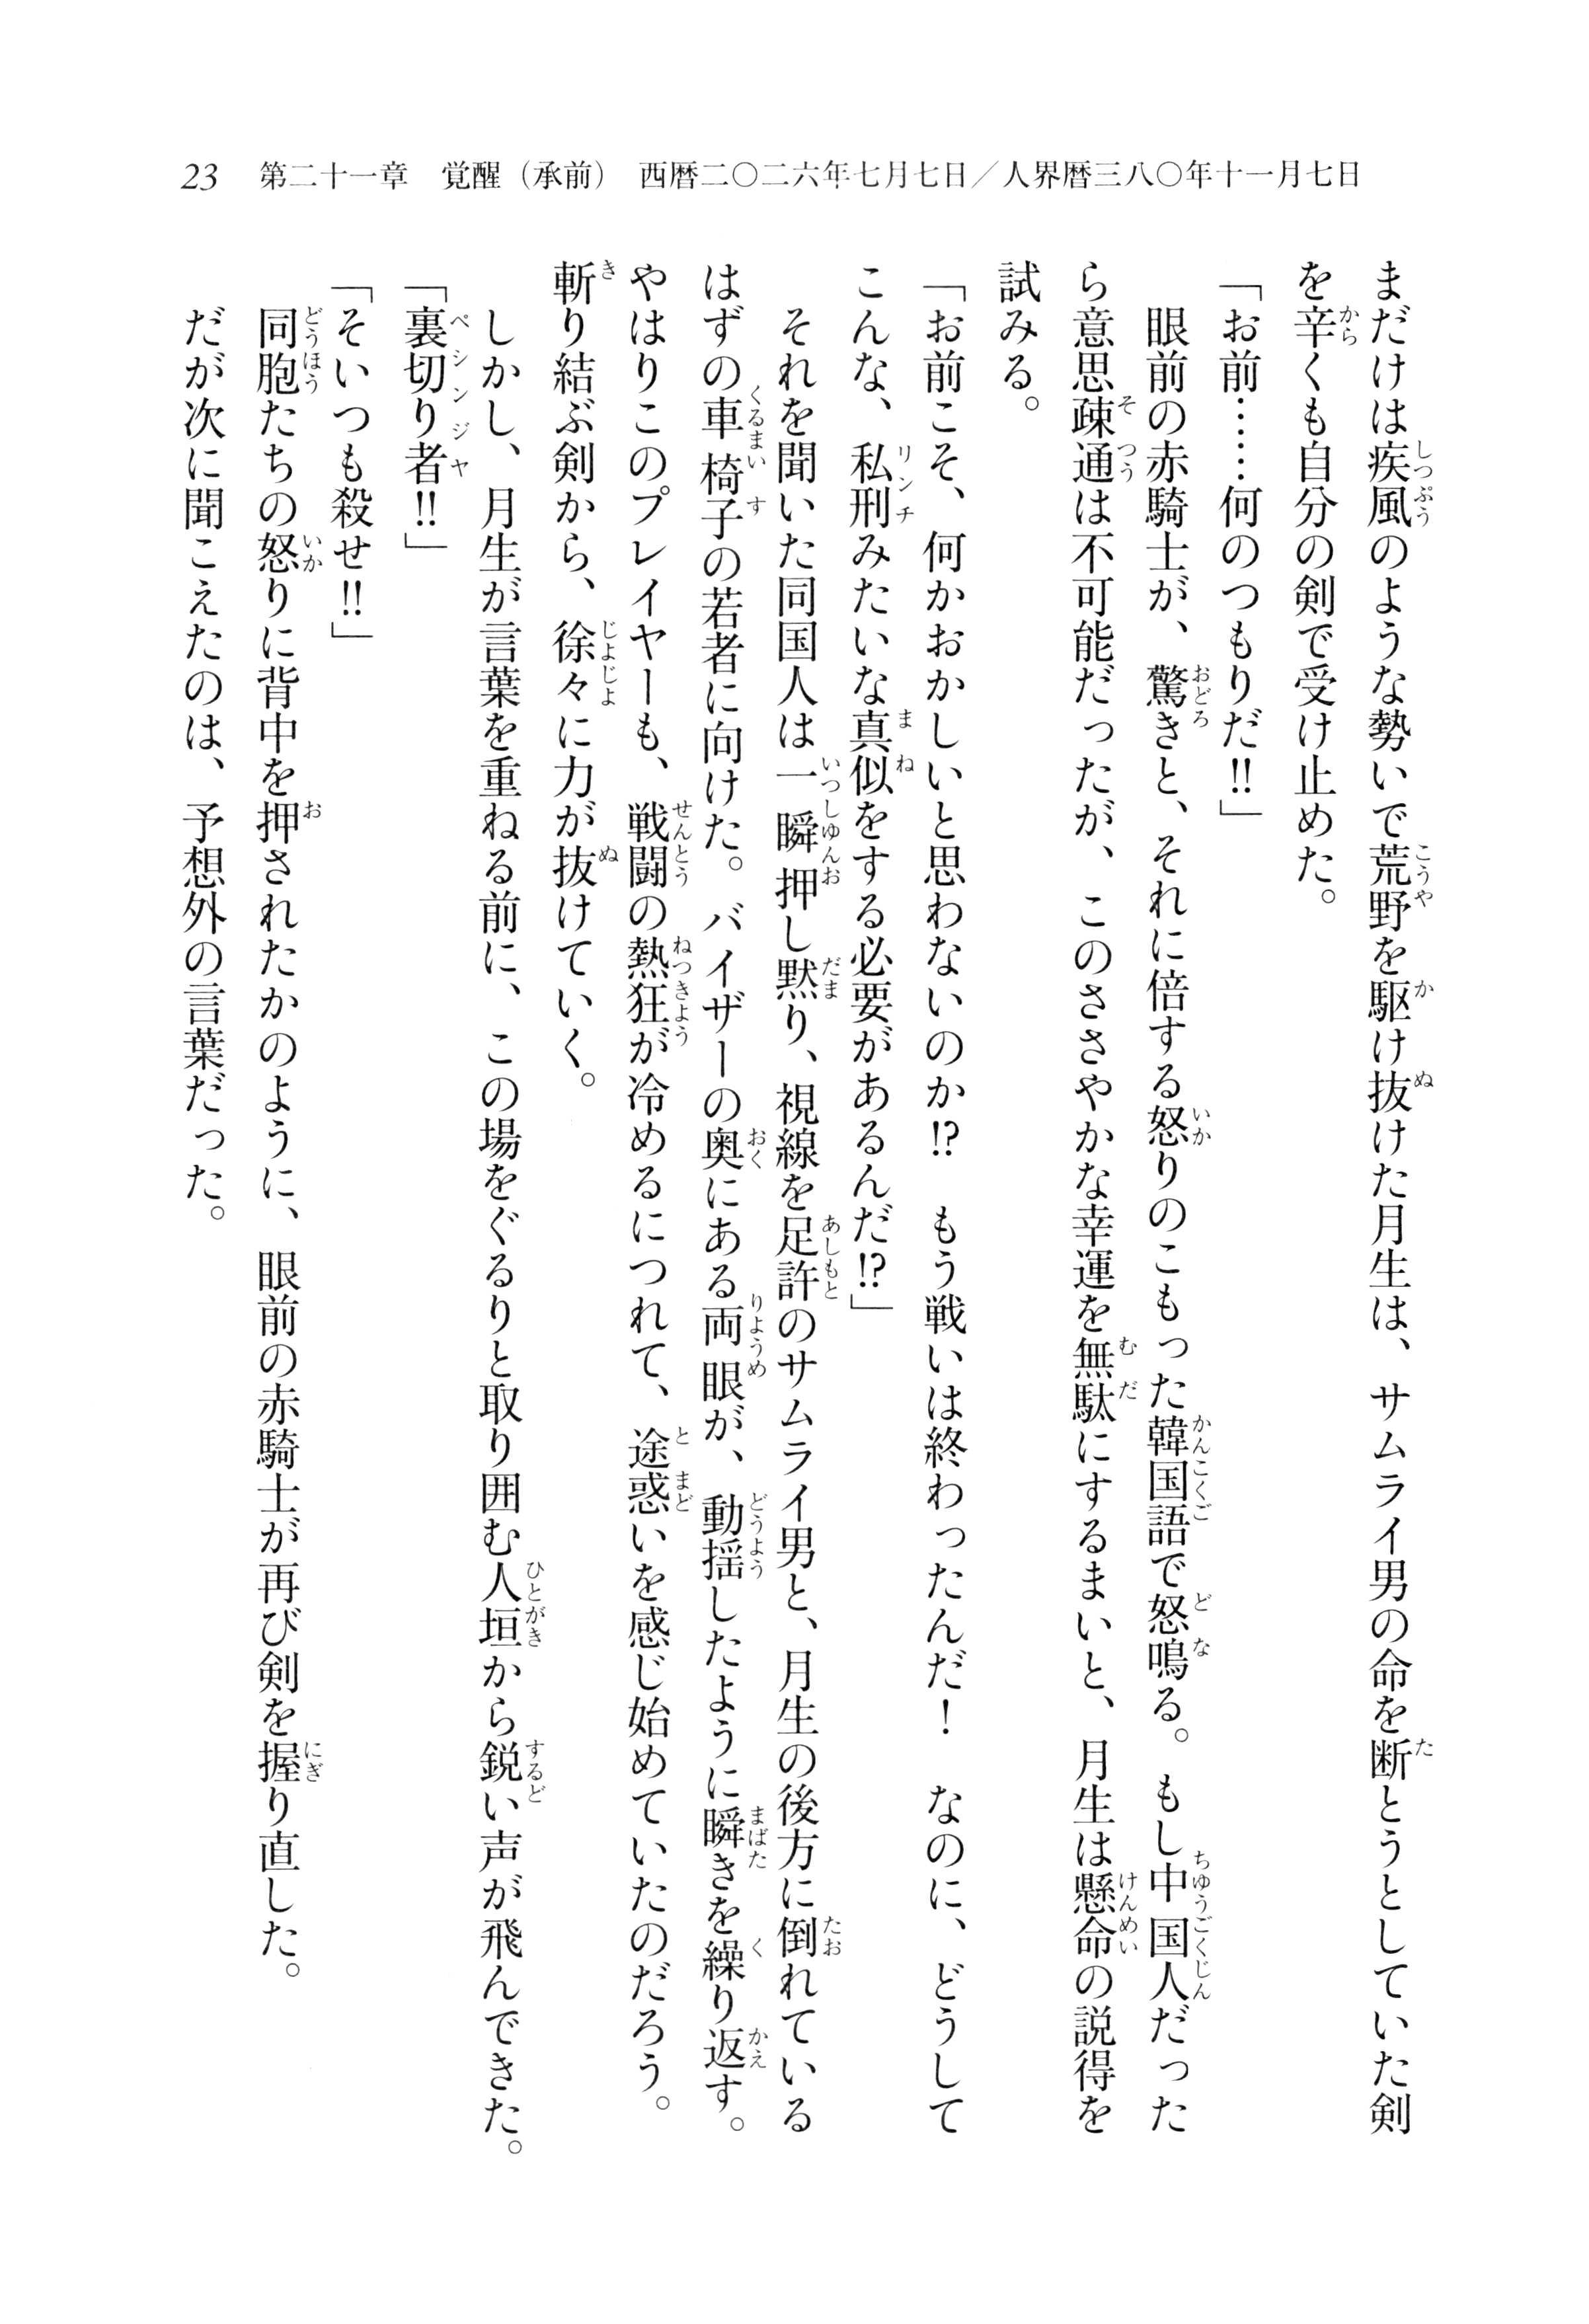 23　第二十一章　覚醒（承前）　西暦二〇二六年七月七日／人界暦三八〇年十一月七日
まだけは疾風のような勢いで荒野を駆け抜けた月生は、サムライ男の命を断とうとしていた剣
を辛くも自分の剣で受け止めた。
「お前……何のつもりだ!!」
　眼前の赤騎士が、驚きと、それに倍する怒りのこもった韓国語で怒鳴る。もし中国人だった
ら意思疎通は不可能だったが、このささやかな幸運を無駄にするまいと、月生は懸命の説得を
試みる。
「お前こそ、何かおかしいと思わないのか!?　もう戦いは終わったんだ！　なのに、どうして
こんな、私刑みたいな真似をする必要があるんだ!?」
　それを聞いた同国人は一瞬押し黙り、視線を足許のサムライ男と、月生の後方に倒れている
はずの車椅子の若者に向けた。バイザーの奥にある両眼が、動揺したように瞬きを繰り返す。
やはりこのプレイヤーも、戦闘の熱狂が冷めるにつれて、途惑いを感じ始めていたのだろう。
斬り結ぶ剣から、徐々に力が抜けていく。
　しかし、月生が言葉を重ねる前に、この場をぐるりと取り囲む人垣から鋭い声が飛んできた。
「裏切り者!!」
「そいつも殺せ!!」
　同胞たちの怒りに背中を押されたかのように、眼前の赤騎士が再び剣を握り直した。
　だが次に聞こえたのは、予想外の言葉だった。